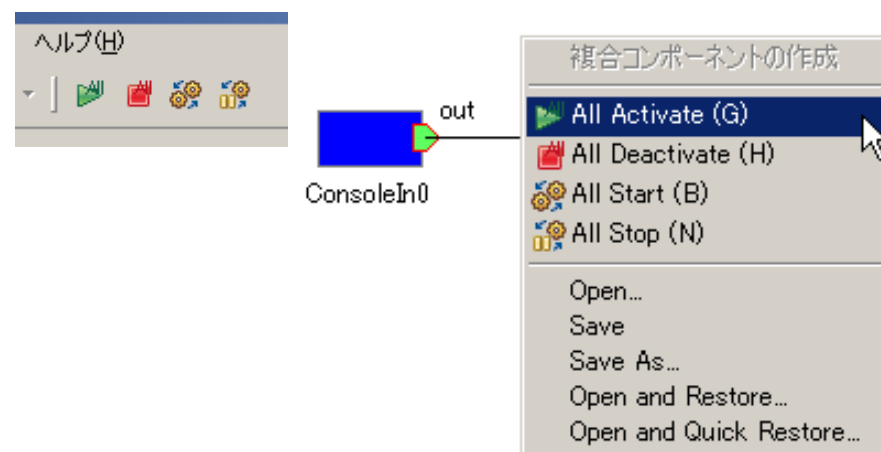 ヘルプ(H)
out
ConsoleIn0
複合コンポーネントの作成
All Activate (G)
All Deactivate (H)
All Start (B)
All Stop (N)
Open...
Save
Save As...
Open and Restore...
Open and Quick Restore...